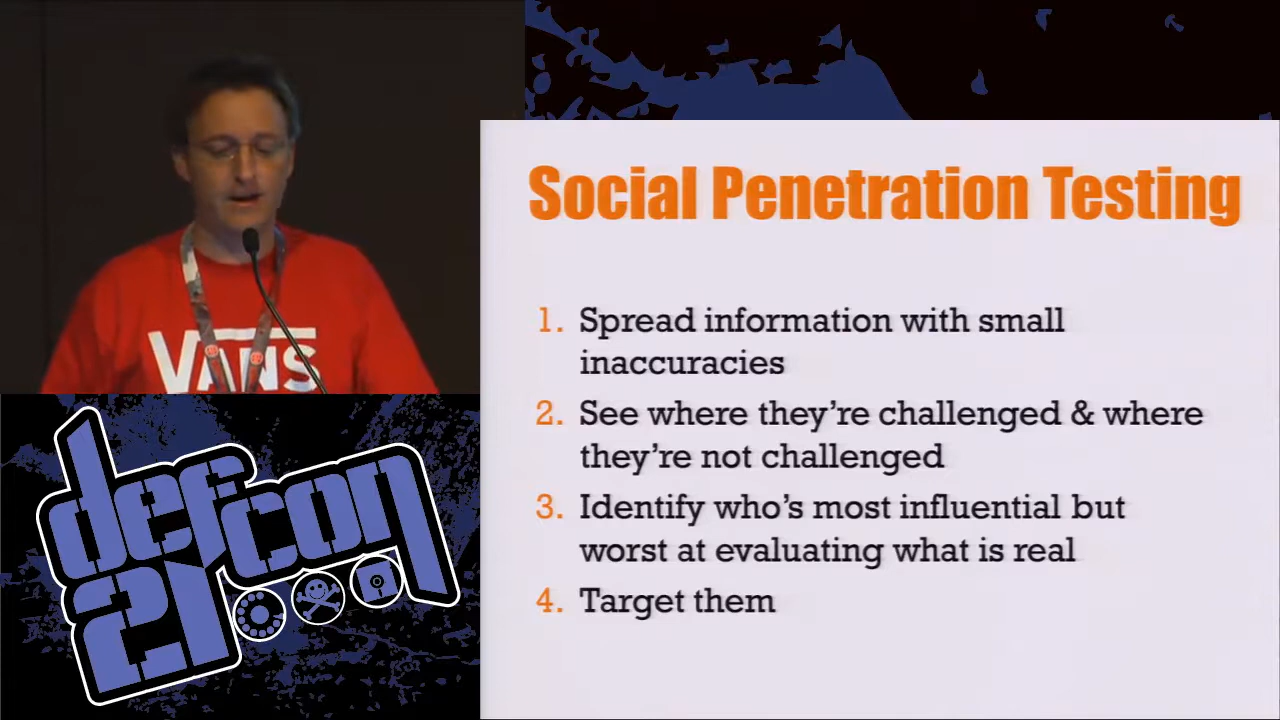 Social Penetration Testing
1. Spread information with small
inaccuracies
2. See where they're challenged & where
they're not challenged
3. Identify who's most influential but
worst at evaluating what is real
4. Target them
VANS
defcon
21